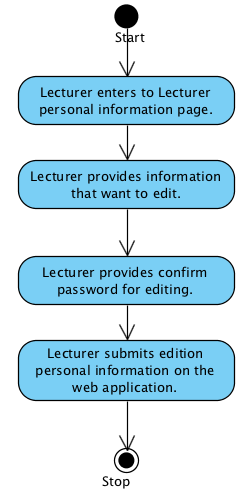 Start
Lecturer enters to Lecturer
personal information page.
Lecturer provides information
that want to edit.
Lecturer provides confirm
password for editing.
Lecturer submits edition
personal information on the
web application.
Stop